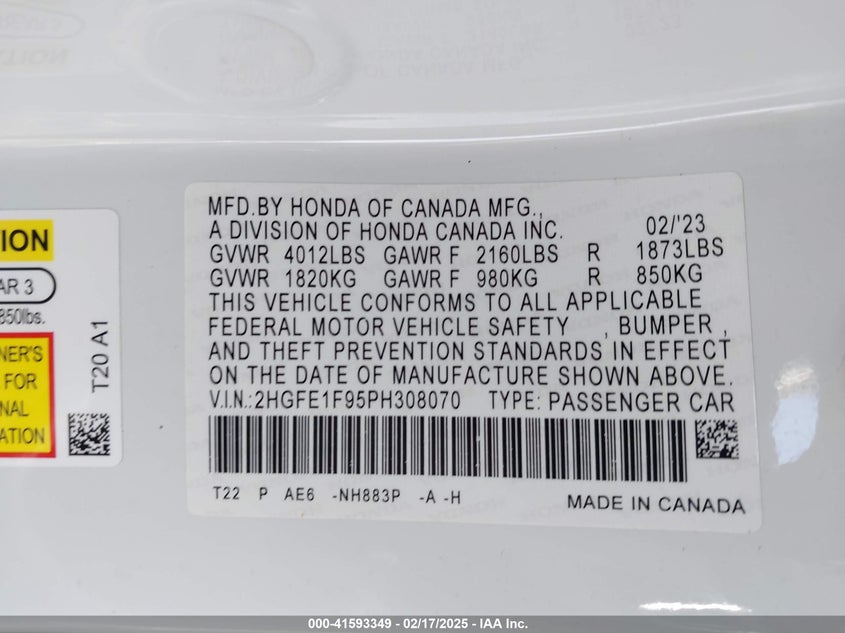 MFD.BY HONDA OF CANADA MFG.,
A DIVISION OF HONDA CANADA INC. 02/'23
GVWR 4012LBS GAWR F 2160LBS R 1873LBS
GVWR 1820KG GAWR F 980KG R 850KG
THIS VEHICLE CONFORMS TO ALL APPLICABLE
FEDERAL MOTOR VEHICLE SAFETY , BUMPER ,
AND THEFT PREVENTION STANDARDS IN EFFECT
ON THE DATE OF MANUFACTURE SHOWN ABOVE.
V.I.N.:2HGFE1F95PH308070 TYPE: PASSENGER CAR
T22 P AE6 -NH883P -A -H
MADE IN CANADA
TION
AR 3
850lbs.
NER'S
FOR
NAL
ATION
T20 A1
000-41593349 - 02/17/2025 - IAA Inc.